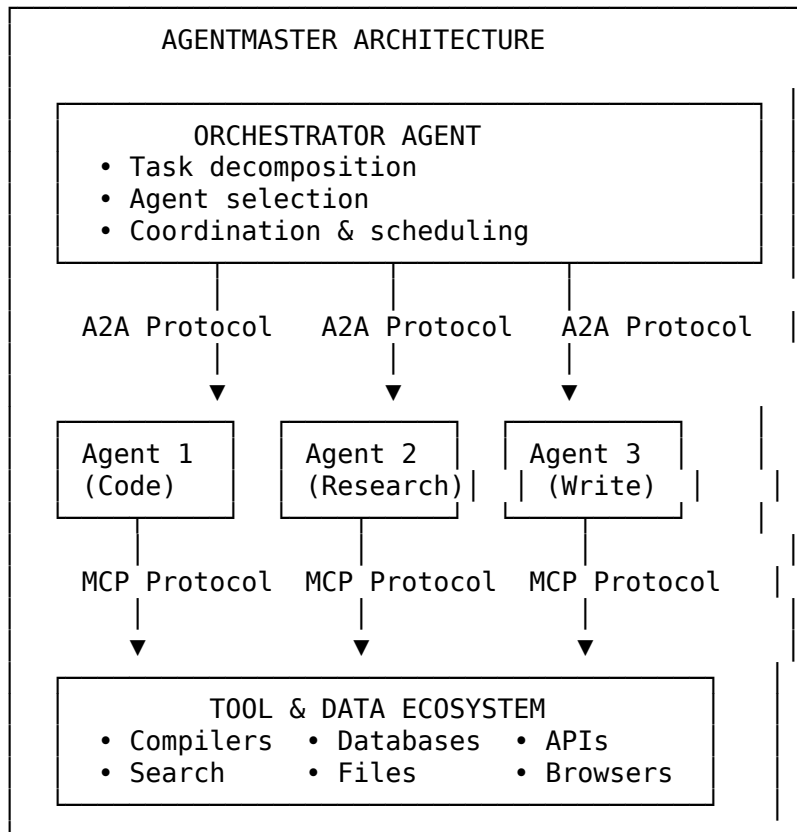 AGENTMASTER ARCHITECTURE
ORCHESTRATOR AGENT
• Task decomposition
• Agent selection
• Coordination & scheduling
A2A Protocol A2A Protocol A2A Protocol
Agent 1 Agent 2 Agent 3
(Code) (Research) (Write)
MCP Protocol MCP Protocol MCP Protocol
TOOL & DATA ECOSYSTEM
• Compilers • Databases • APIs
• Search • Files • Browsers